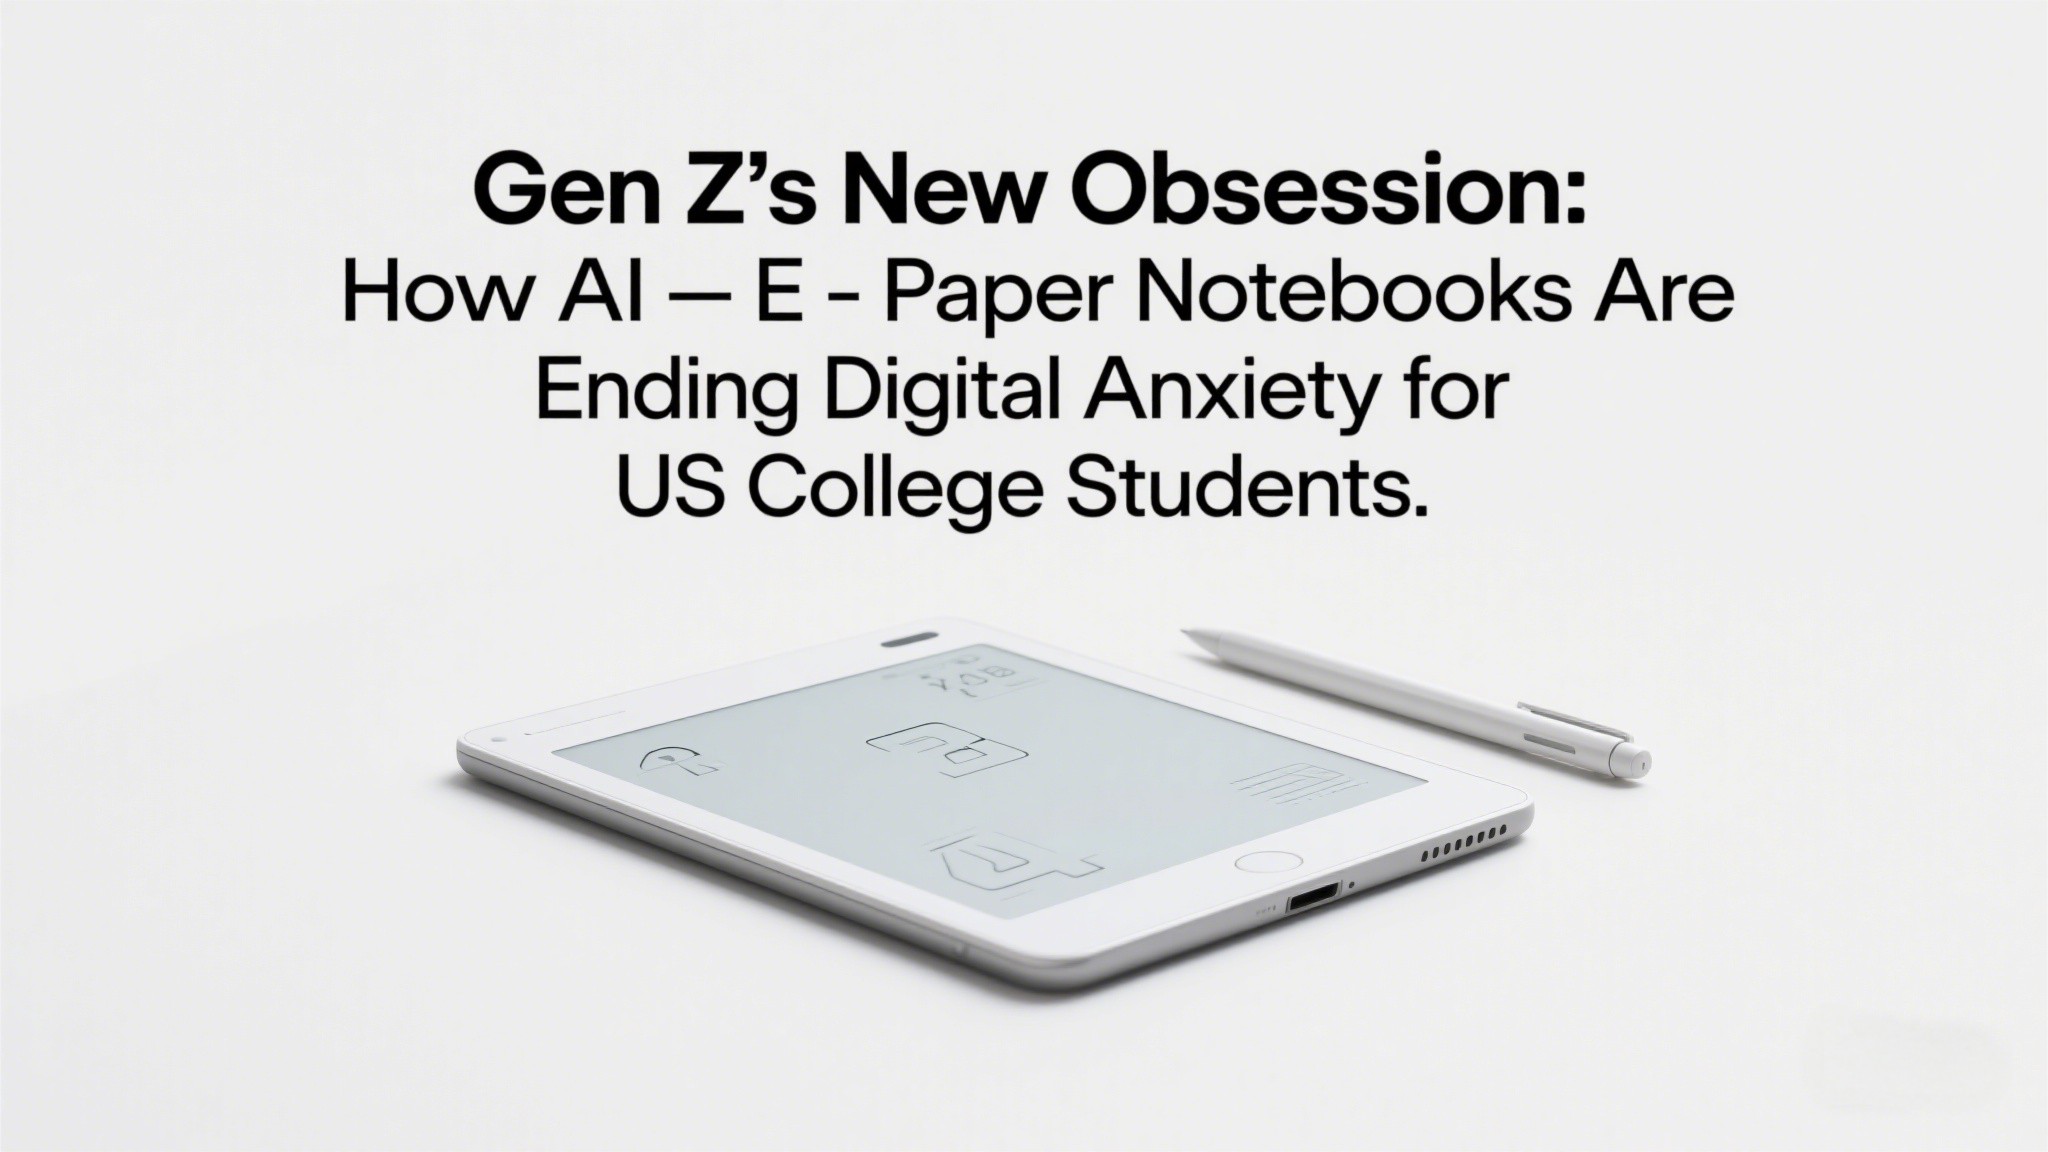 Gen Z’s New Obsession:
How AI — E - Paper Notebooks Are
Ending Digital Anxiety for
US College Students.